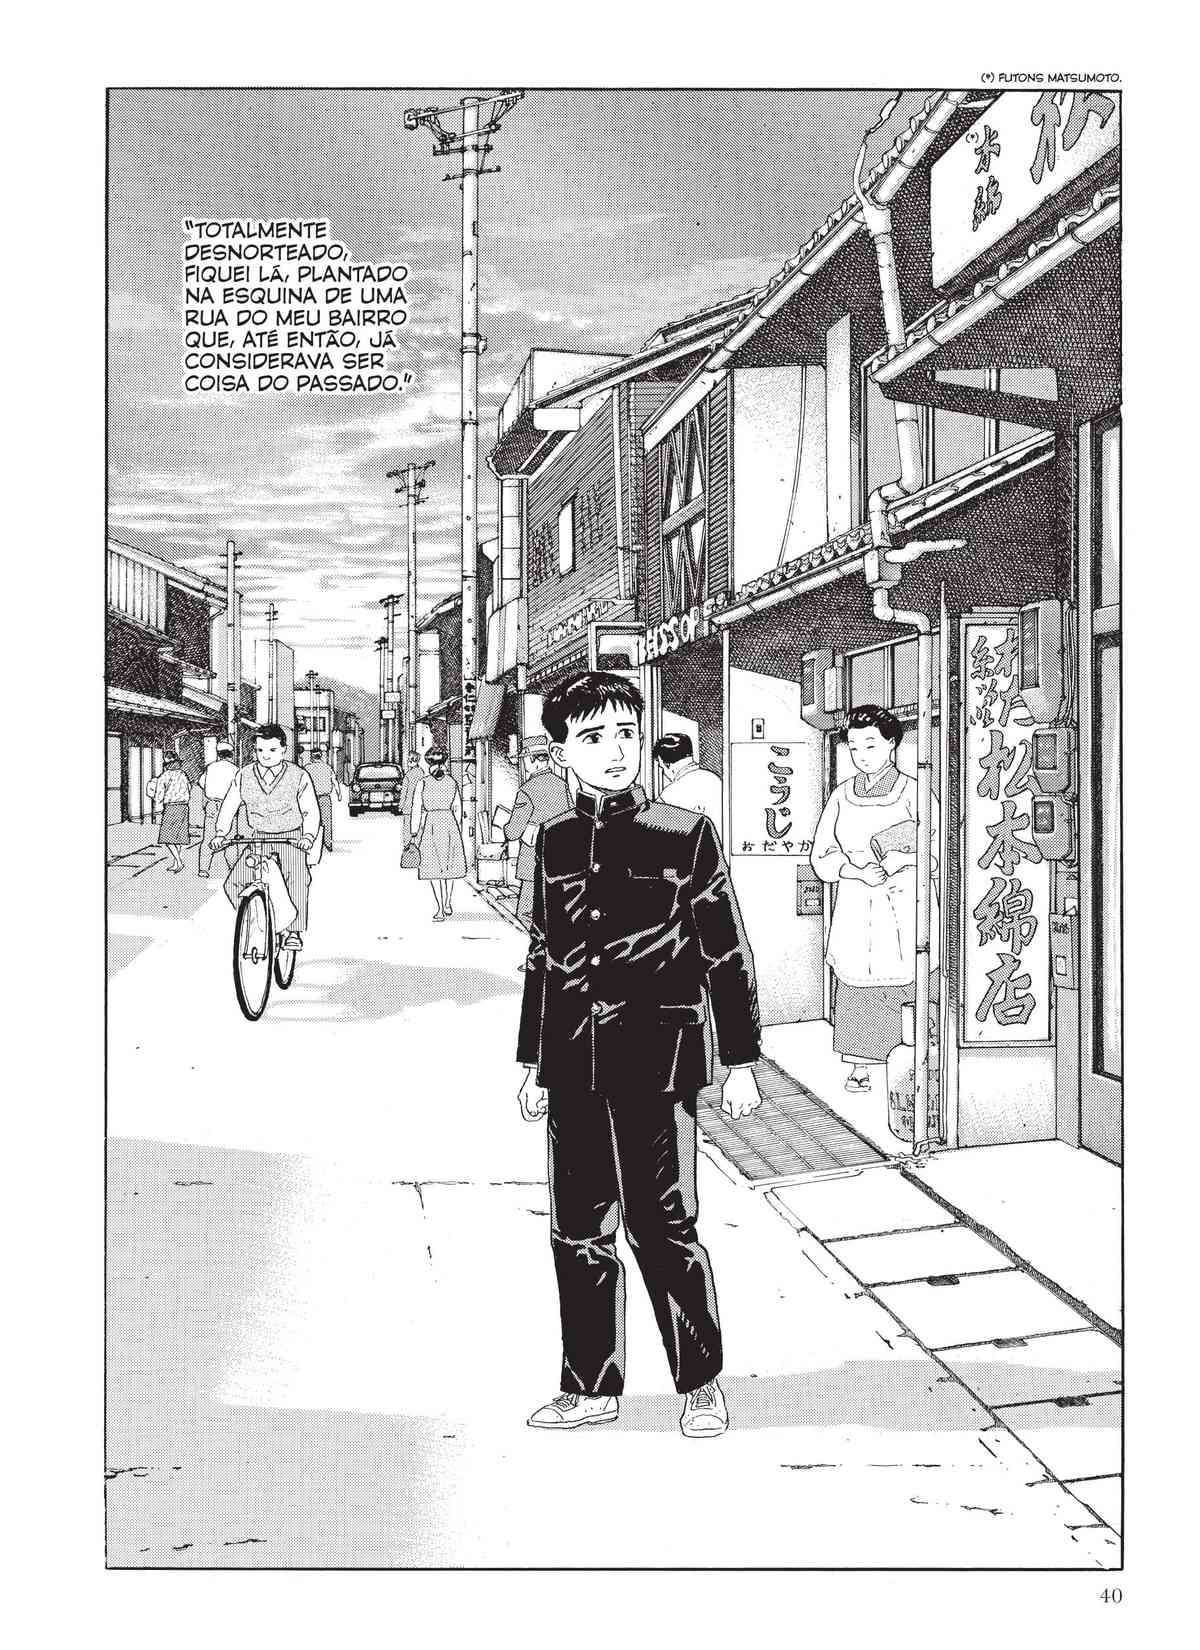 (*) FUTONS MATSUMOTO.
"TOTALMENTE
DESNORTEADO,
FIQUEI LÁ, PLANTADO
NA ESQUINA DE UMA
RUA DO MEU BAIRRO
QUE, ATÉ ENTÃO, JÁ
CONSIDERAVA SER
COISA DO PASSADO."
松
(*)
木綿
こうじ
おだやか
松本綿店
40